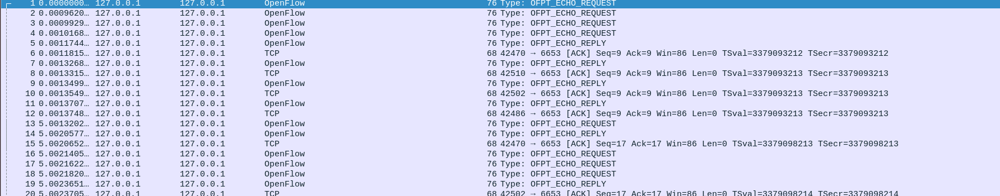 1 0.0000000… 127.0.0.1 127.0.0.1 OpenFlow 76 Type: OFPT_ECHO_REQUEST
2 0.0009620… 127.0.0.1 127.0.0.1 OpenFlow 76 Type: OFPT_ECHO_REQUEST
3 0.0009929… 127.0.0.1 127.0.0.1 OpenFlow 76 Type: OFPT_ECHO_REQUEST
4 0.0010168… 127.0.0.1 127.0.0.1 OpenFlow 76 Type: OFPT_ECHO_REQUEST
5 0.0011744… 127.0.0.1 127.0.0.1 OpenFlow 76 Type: OFPT_ECHO_REPLY
6 0.0011815… 127.0.0.1 127.0.0.1 TCP 68 42470 → 6653 [ACK] Seq=9 Ack=9 Win=86 Len=0 TSval=3379093212 TSecr=3379093212
7 0.0013268… 127.0.0.1 127.0.0.1 OpenFlow 76 Type: OFPT_ECHO_REPLY
8 0.0013315… 127.0.0.1 127.0.0.1 TCP 68 42510 → 6653 [ACK] Seq=9 Ack=9 Win=86 Len=0 TSval=3379093213 TSecr=3379093213
9 0.0013499… 127.0.0.1 127.0.0.1 OpenFlow 76 Type: OFPT_ECHO_REPLY
10 0.0013549… 127.0.0.1 127.0.0.1 TCP 68 42502 → 6653 [ACK] Seq=9 Ack=9 Win=86 Len=0 TSval=3379093213 TSecr=3379093213
11 0.0013707… 127.0.0.1 127.0.0.1 OpenFlow 76 Type: OFPT_ECHO_REPLY
12 0.0013748… 127.0.0.1 127.0.0.1 TCP 68 42486 → 6653 [ACK] Seq=9 Ack=9 Win=86 Len=0 TSval=3379093213 TSecr=3379093213
13 5.0013202… 127.0.0.1 127.0.0.1 OpenFlow 76 Type: OFPT_ECHO_REQUEST
14 5.0020577… 127.0.0.1 127.0.0.1 OpenFlow 76 Type: OFPT_ECHO_REPLY
15 5.0020652… 127.0.0.1 127.0.0.1 TCP 68 42470 → 6653 [ACK] Seq=17 Ack=17 Win=86 Len=0 TSval=3379098213 TSecr=3379098213
16 5.0021405… 127.0.0.1 127.0.0.1 OpenFlow 76 Type: OFPT_ECHO_REQUEST
17 5.0021622… 127.0.0.1 127.0.0.1 OpenFlow 76 Type: OFPT_ECHO_REQUEST
18 5.0021820… 127.0.0.1 127.0.0.1 OpenFlow 76 Type: OFPT_ECHO_REQUEST
19 5.0023651… 127.0.0.1 127.0.0.1 OpenFlow 76 Type: OFPT_ECHO_REPLY
20 5.0023705… 127.0.0.1 127.0.0.1 TCP 68 42502 → 6653 [ACK] Seq=17 Ack=17 Win=86 Len=0 TSval=3379098214 TSecr=3379098214